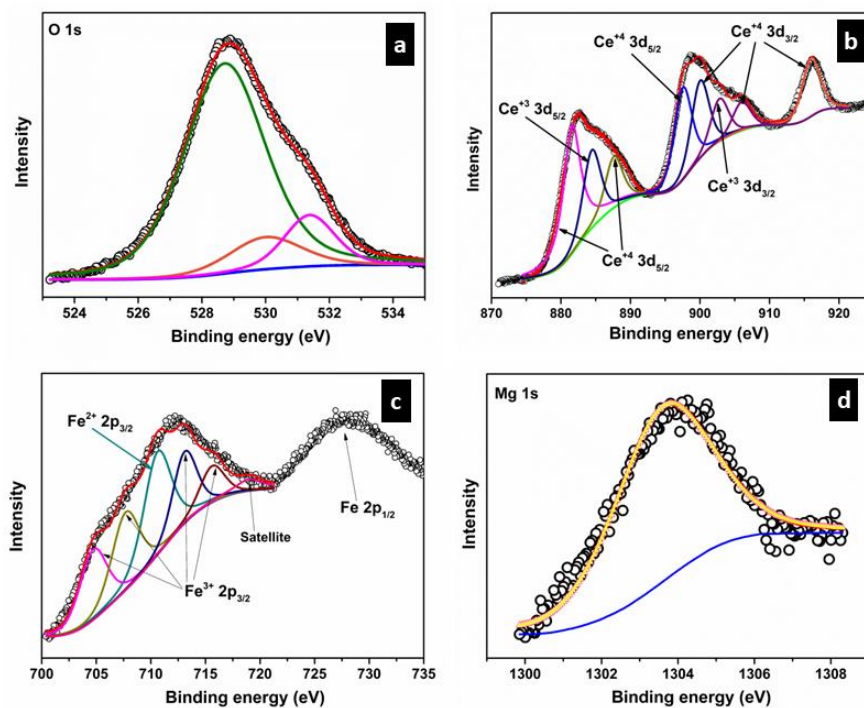 O 1s
a
Intensity
524 526 528 530 532 534
Binding energy (eV)
b
Ce+4 3d5/2
Ce+4 3d3/2
Ce+3 3d5/2
Ce+3 3d3/2
Ce+4 3d5/2
Intensity
870 880 890 900 910 920
Binding energy (eV)
c
Fe2+ 2p3/2
Fe 2p1/2
Satellite
Fe3+ 2p3/2
Intensity
700 705 710 715 720 725 730 735
Binding energy (eV)
Mg 1s
d
Intensity
1300 1302 1304 1306 1308
Binding energy (eV)